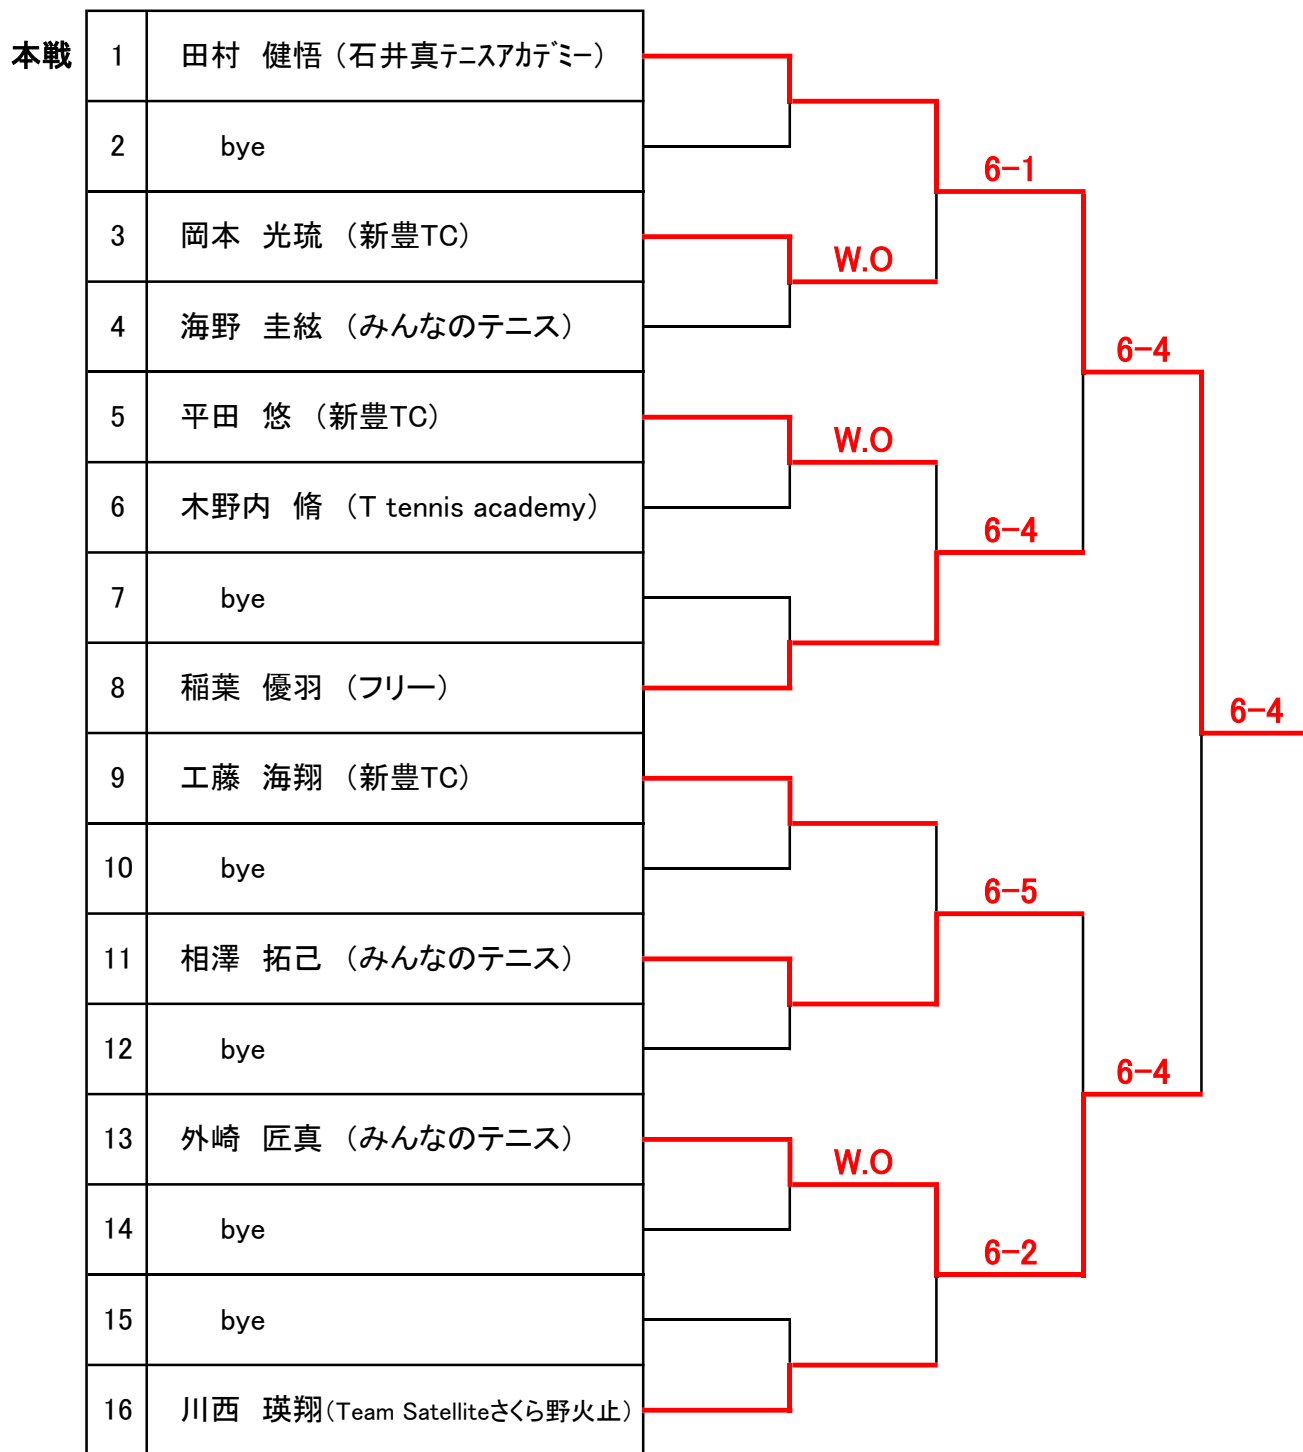 本戦 1 田村 健悟 (石井真テニスアカデミー)
2 bye
6-1
3 岡本 光琉 (新豊TC)
W.O
4 海野 圭絃 (みんなのテニス)
6-4
5 平田 悠 (新豊TC)
W.O
6 木野内 脩 (T tennis academy)
6-4
7 bye
8 稲葉 優羽 (フリー)
6-4
9 工藤 海翔 (新豊TC)
10 bye
6-5
11 相澤 拓己 (みんなのテニス)
12 bye
6-4
13 外崎 匠真 (みんなのテニス)
W.O
14 bye
6-2
15 bye
16 川西 瑛翔(Team Satelliteさくら野火止)